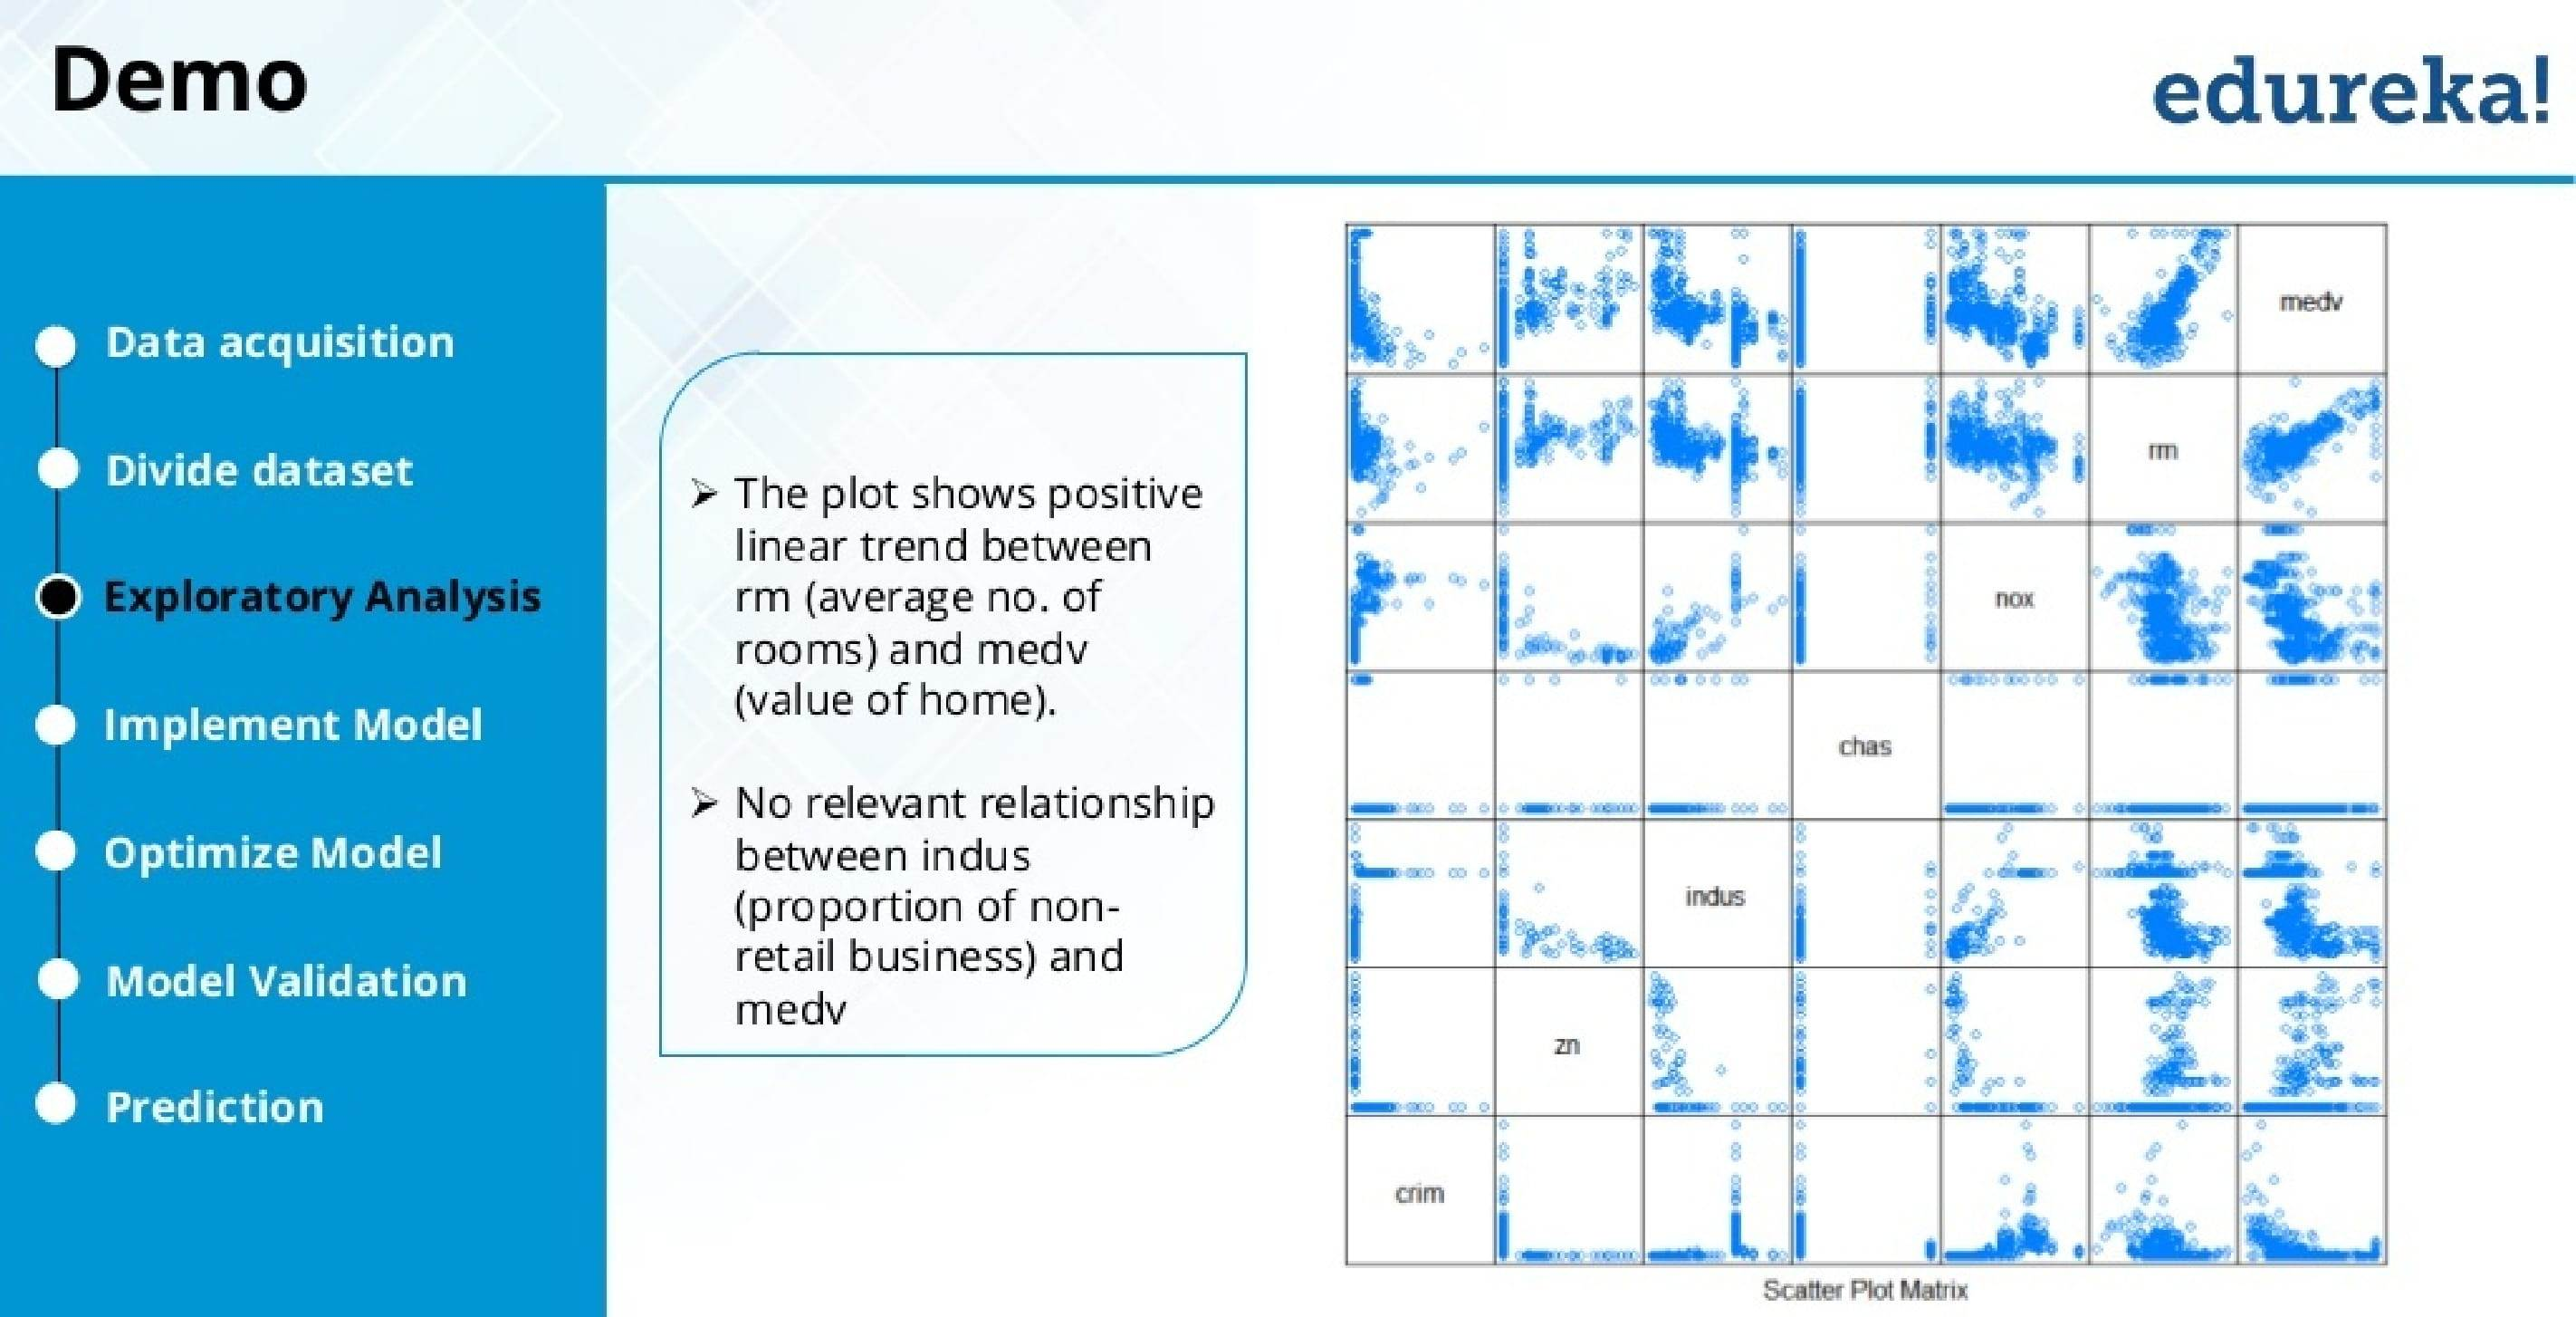 Demo
edureka!
Data acquisition
Divide dataset
Exploratory Analysis
Implement Model
Optimize Model
Model Validation
Prediction
➢ The plot shows positive
linear trend between
rm (average no. of
rooms) and medv
(value of home).
➢ No relevant relationship
between indus
(proportion of non-
retail business) and
medv
medv
rm
nox
chas
indus
zn
crim
Scatter Plot Matrix